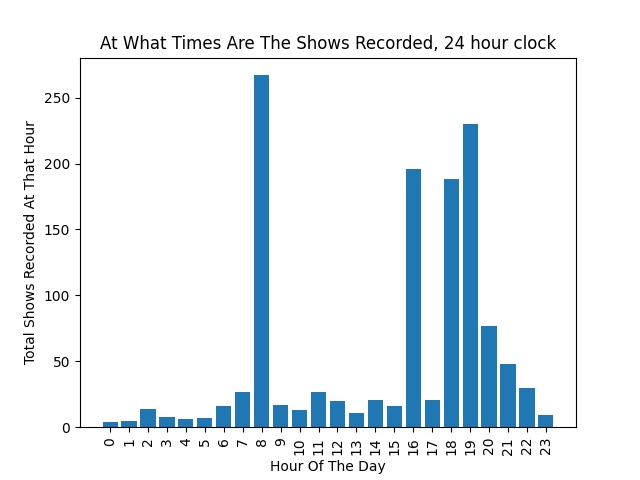 At What Times Are The Shows Recorded, 24 hour clock
Total Shows Recorded At That Hour
250
200
150
100
50
0
0 1 2 3 4 5 6 7 8 9 10 11 12 13 14 15 16 17 18 19 20 21 22 23
Hour Of The Day